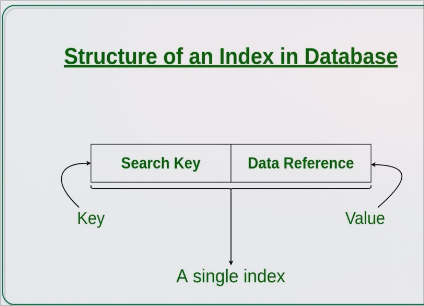 Structure of an Index in Database
Search Key
Data Reference
Key
Value
A single index